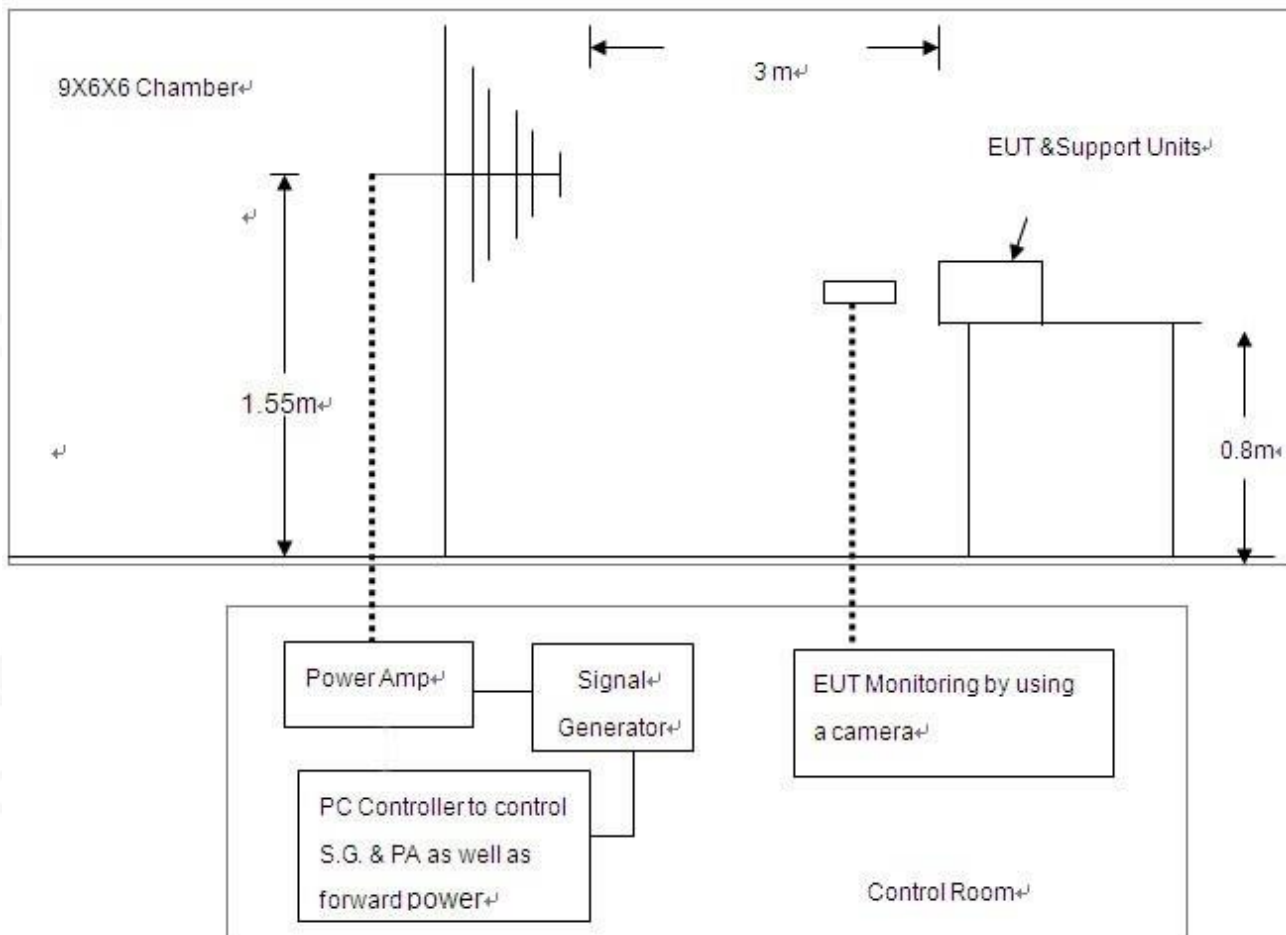 9X6X6 Chamber↵
3 m↵
EUT &Support Units↵
↵
1.55m↵
↵
0.8m
Power Amp↵
Signal↵
Generator↵
EUT Monitoring by using
a camera↵
PC Controller to control
S.G. & PA as well as
forward power↵
Control Room↵